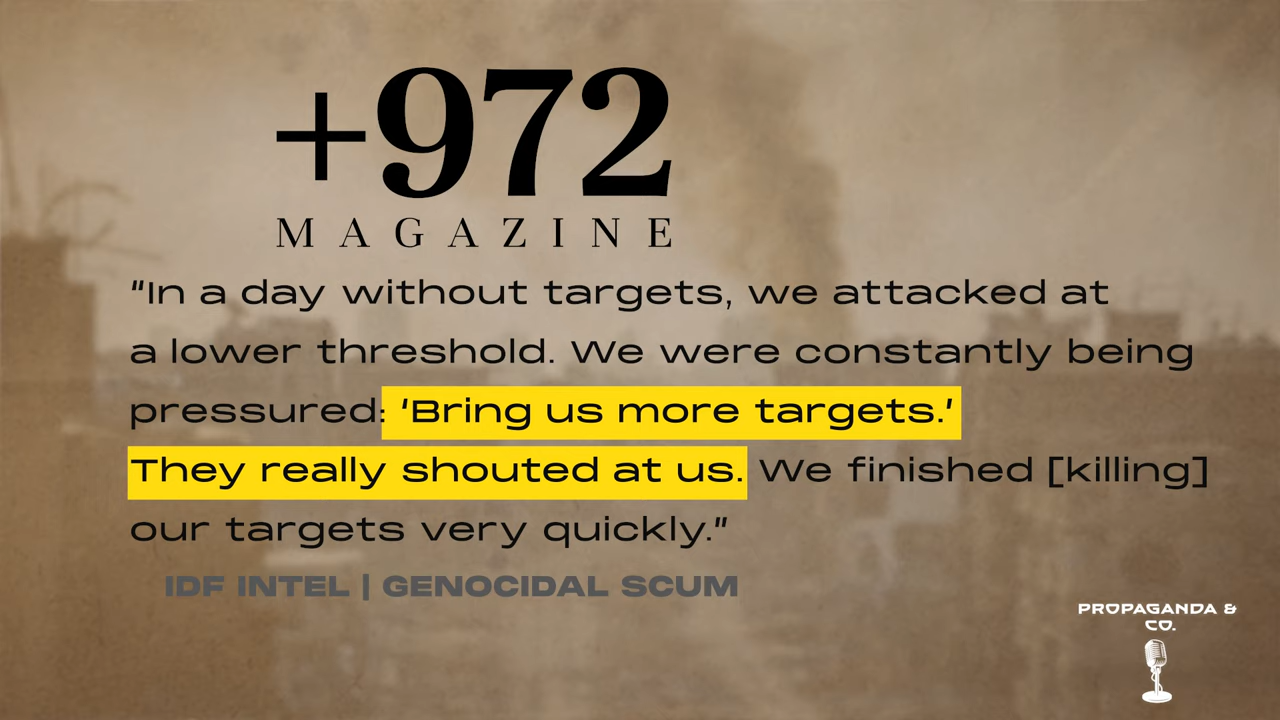 +972
MAGAZINE
“In a day without targets, we attacked at
a lower threshold. We were constantly being
pressured: ‘Bring us more targets.’
They really shouted at us. We finished [killing]
our targets very quickly.”
IDF INTEL | GENOCIDAL SCUM
PROPAGANDA &
CO.